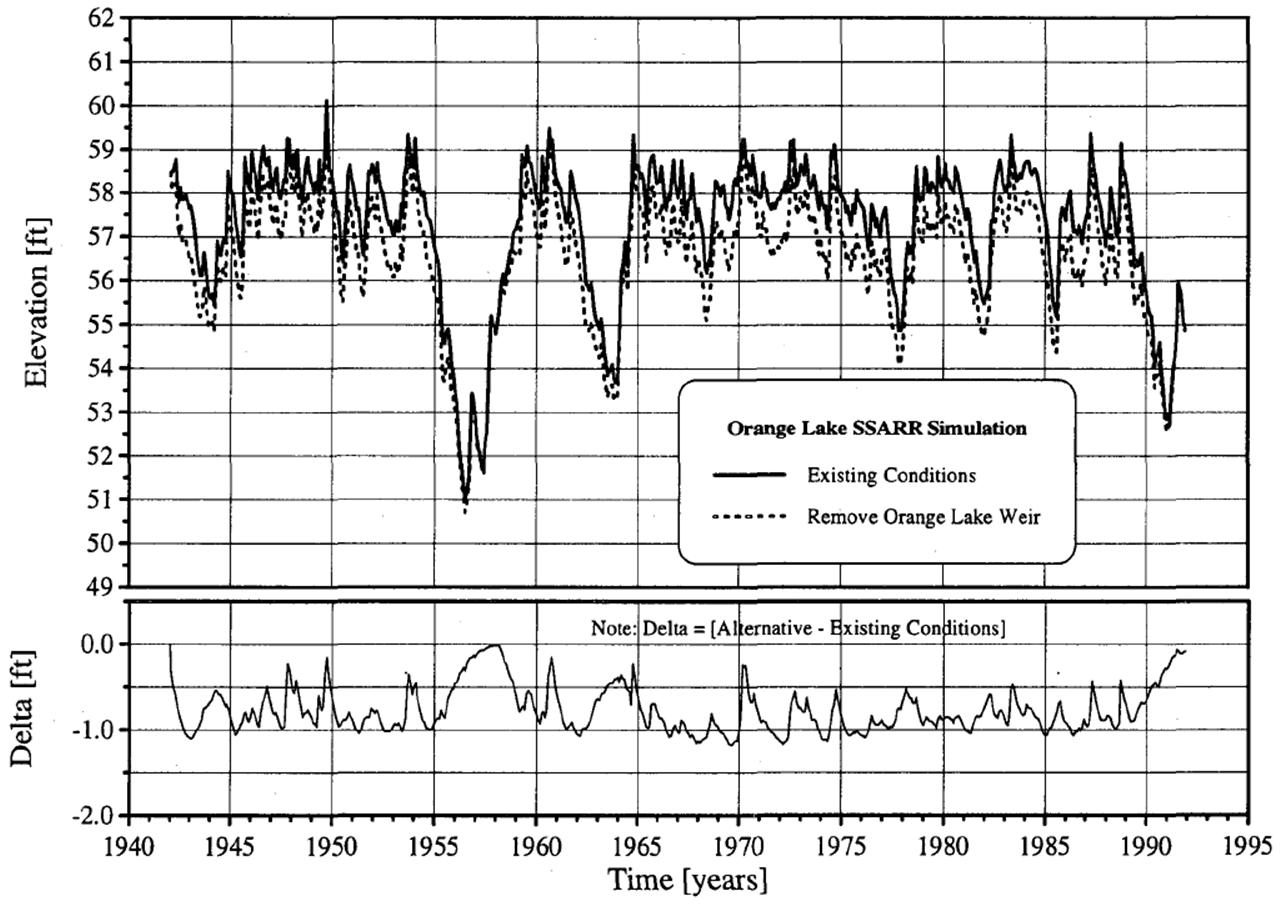 62
61
60
59
58
57
56
55
54
53
52
51
50
49
Elevation [ft]
Orange Lake SSARR Simulation
Existing Conditions
Remove Orange Lake Weir
Note: Delta = [Alternative - Existing Conditions]
0.0
-1.0
-2.0
Delta [ft]
1940 1945 1950 1955 1960 1965 1970 1975 1980 1985 1990 1995
Time [years]